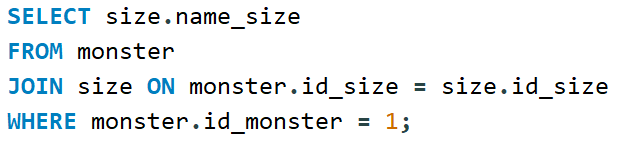 SELECT size.name_size
FROM monster
JOIN size ON monster.id_size = size.id_size
WHERE monster.id_monster = 1;